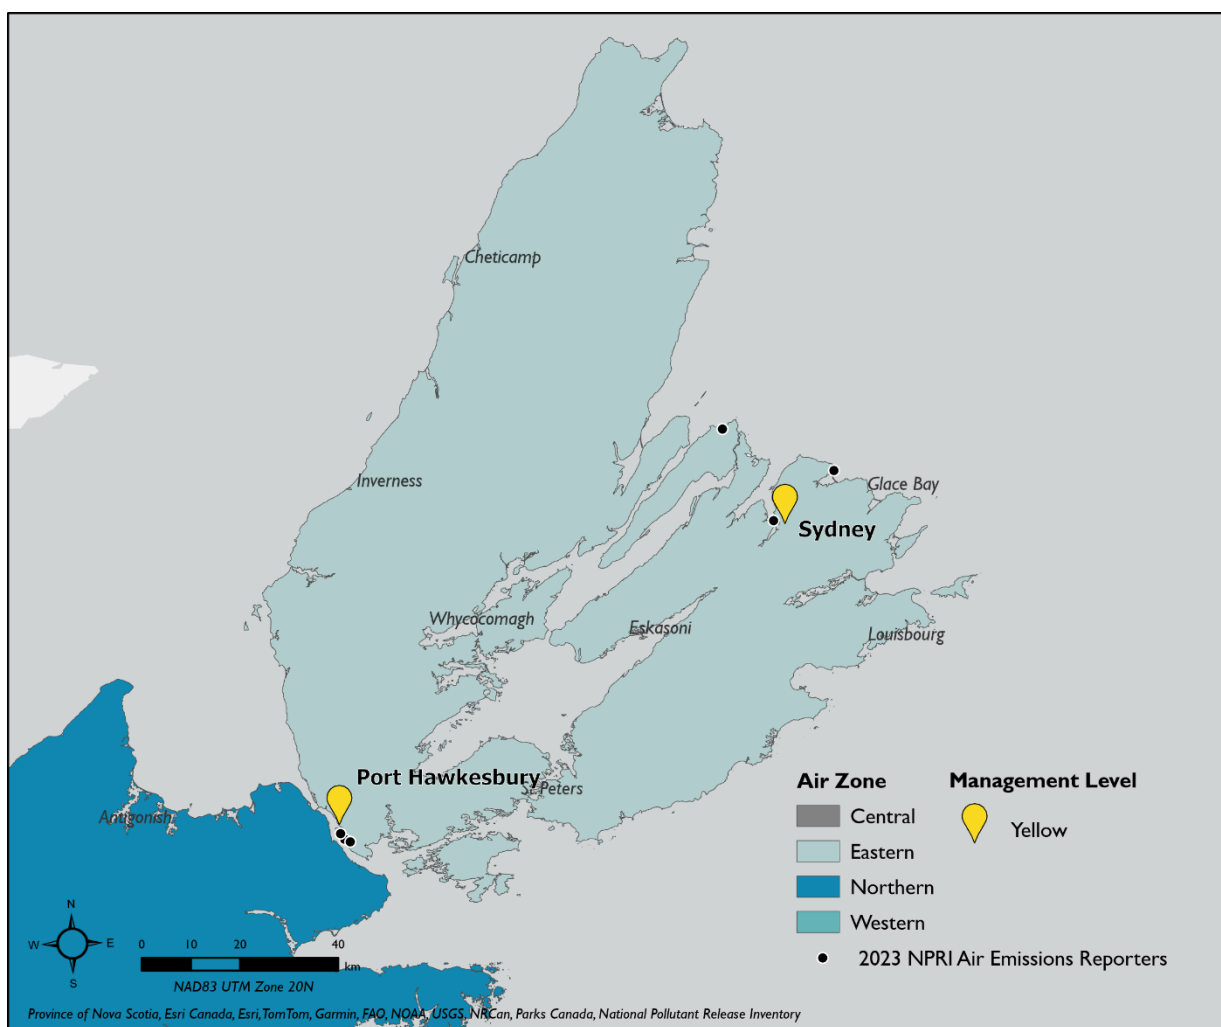 Cheticamp
Inverness
Glace Bay
Sydney
Whycocomagh
Eskasoni
Louisbourg
Port Hawkesbury
St. Peters
Antigonish
Air Zone
Central
Eastern
Northern
Western
Management Level
Yellow
2023 NPRI Air Emissions Reporters
N
W E
S
0 10 20 40
km
NAD83 UTM Zone 20N
Province of Nova Scotia, Esri Canada, Esri, TomTom, Garmin, FAO, NOAA, USGS, NRCan, Parks Canada, National Pollutant Release Inventory